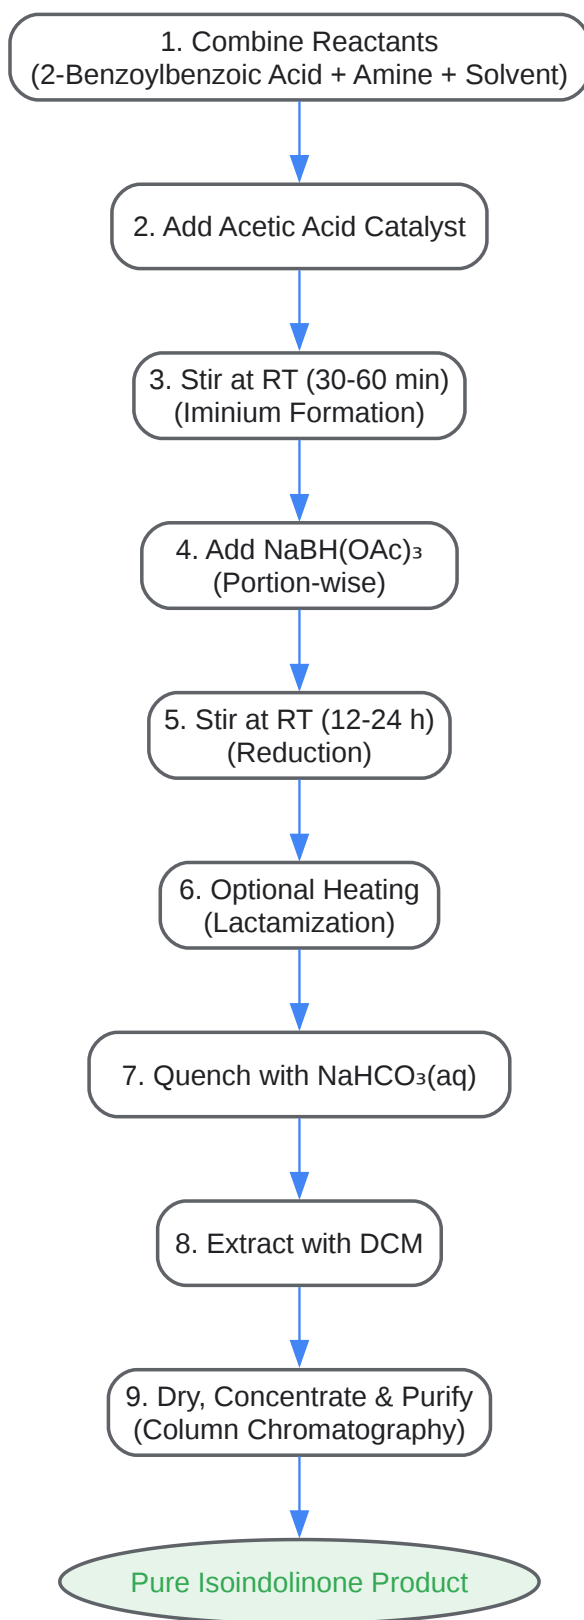 1. Combine Reactants
(2-Benzoylbenzoic Acid + Amine + Solvent)
2. Add Acetic Acid Catalyst
3. Stir at RT (30-60 min)
(Iminium Formation)
4. Add NaBH(OAc)₃
(Portion-wise)
5. Stir at RT (12-24 h)
(Reduction)
6. Optional Heating
(Lactamization)
7. Quench with NaHCO₃(aq)
8. Extract with DCM
9. Dry, Concentrate & Purify
(Column Chromatography)
Pure Isoindolinone Product